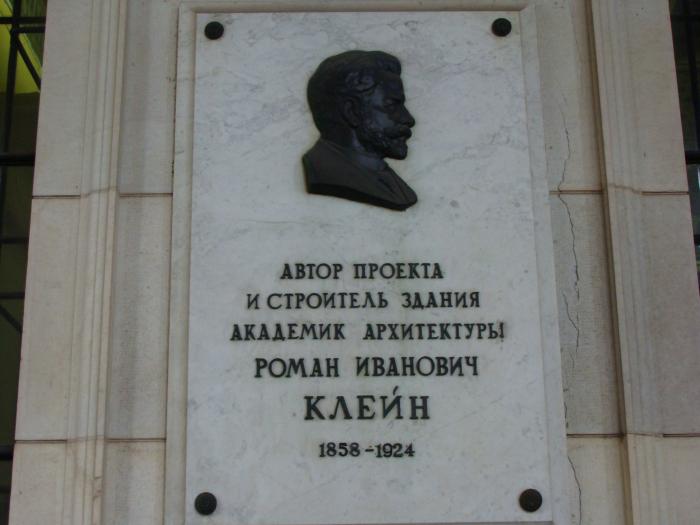 АВТОР ПРОЕКТА
И СТРОИТЕЛЬ ЗДАНИЯ
АКАДЕМИК АРХИТЕКТУРЫ
РОМАН ИВАНОВИЧ
КЛЕЙН
1858-1924